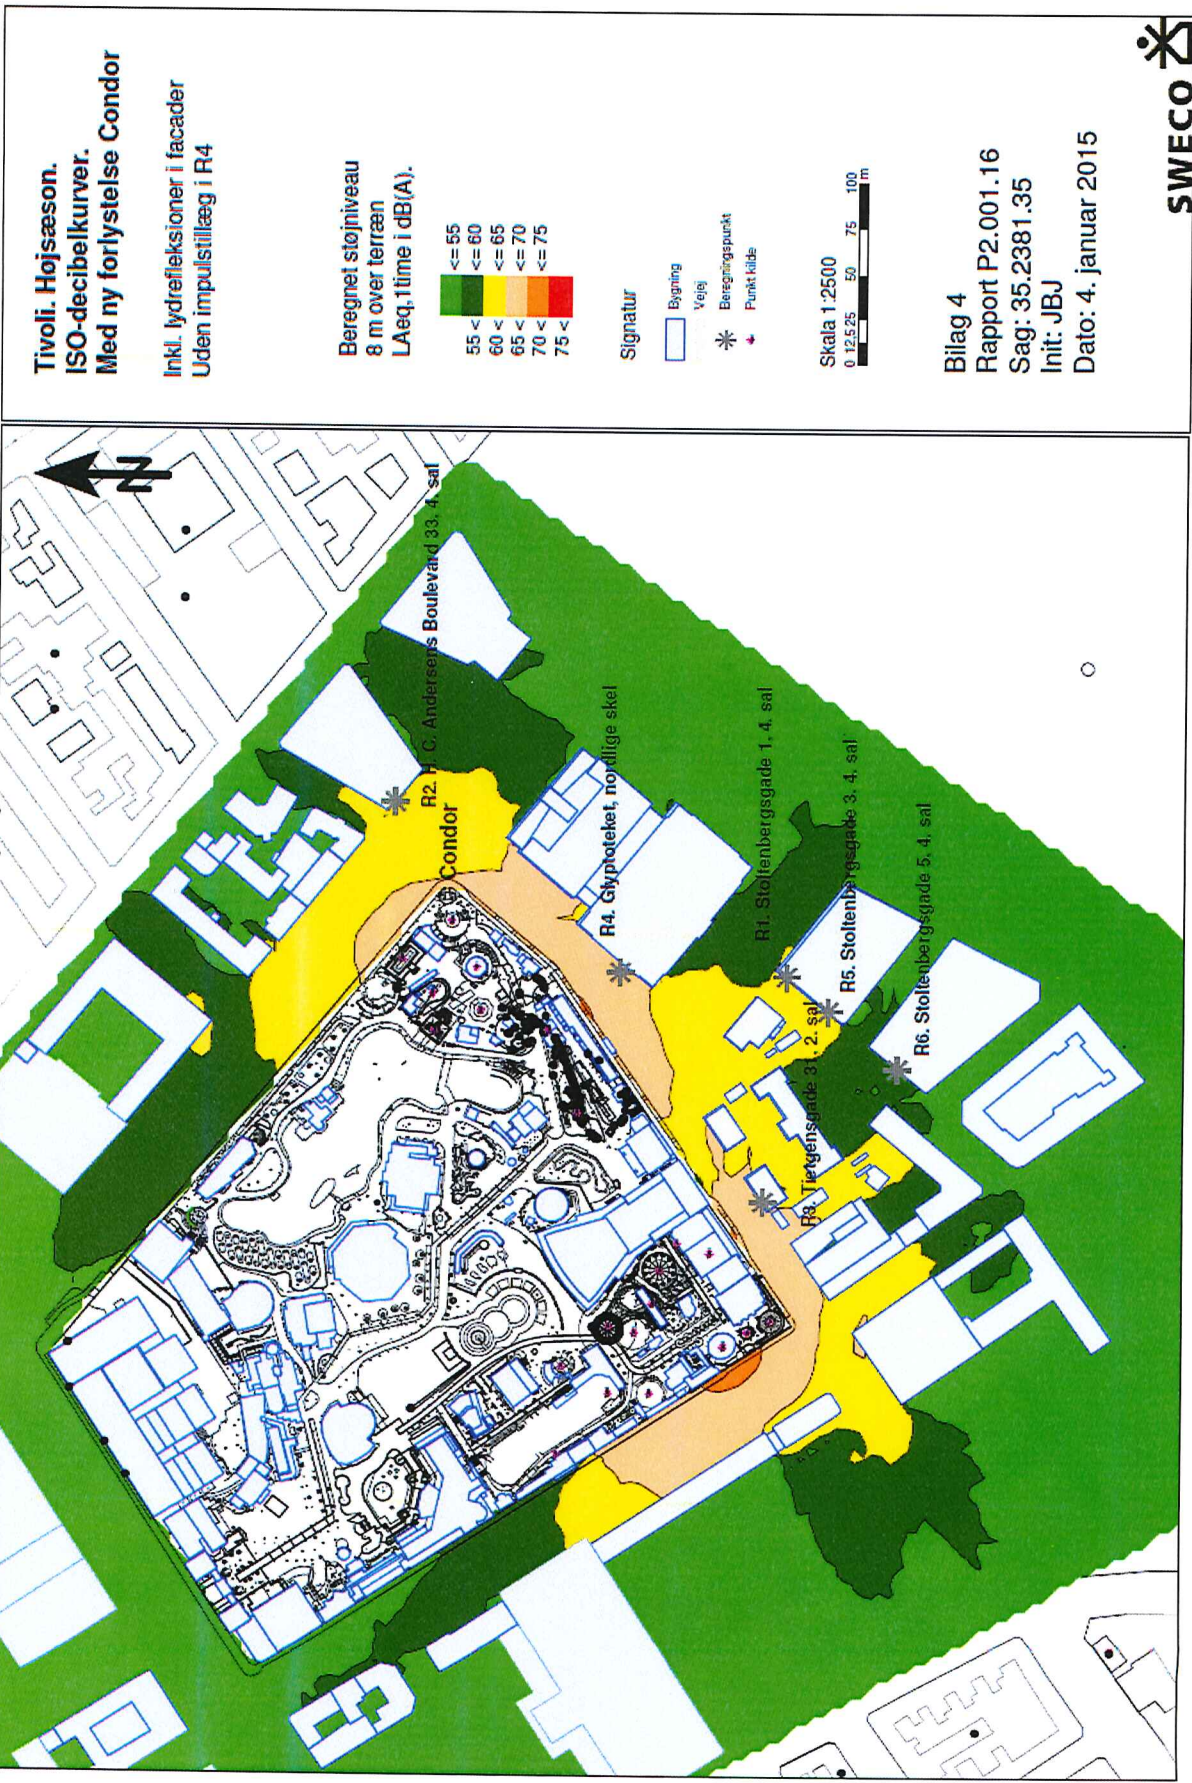 Tivoli. Højsæson.
ISO-decibelkurver.
Med ny forlystelse Condor
Inkl. lydrefleksioner i facader
Uden impulstillæg i R4
Beregnet støjniveau
8 m over terræn
LAeq,1time i dB(A).
<= 55
55 < <= 60
60 < <= 65
65 < <= 70
70 < <= 75
75 <
Signatur
Bygning
Vejej
Beregningspunkt
Punkt kilde
Skala 1:2500
0 12.5 25 50 75 100
m
Bilag 4
Rapport P2.001.16
Sag: 35.2381.35
Init: JBJ
Dato: 4. januar 2015
SWECO
N
R2. H. C. Andersens Boulevard 33, 4. sal
Condor
R4. Glyptoteket, nordlige skel
R1. Stoltenbergsgade 1, 4. sal
R5. Stoltenbergsgade 3, 4. sal
R6. Stoltenbergsgade 5, 4. sal
R3. Tietgensgade 31, 2. sal